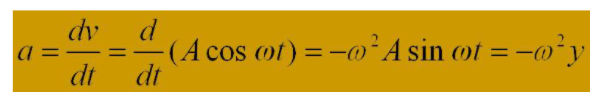 a = dv/dt = d/dt (A cos ωt) = −ω²A sin ωt = −ω²y